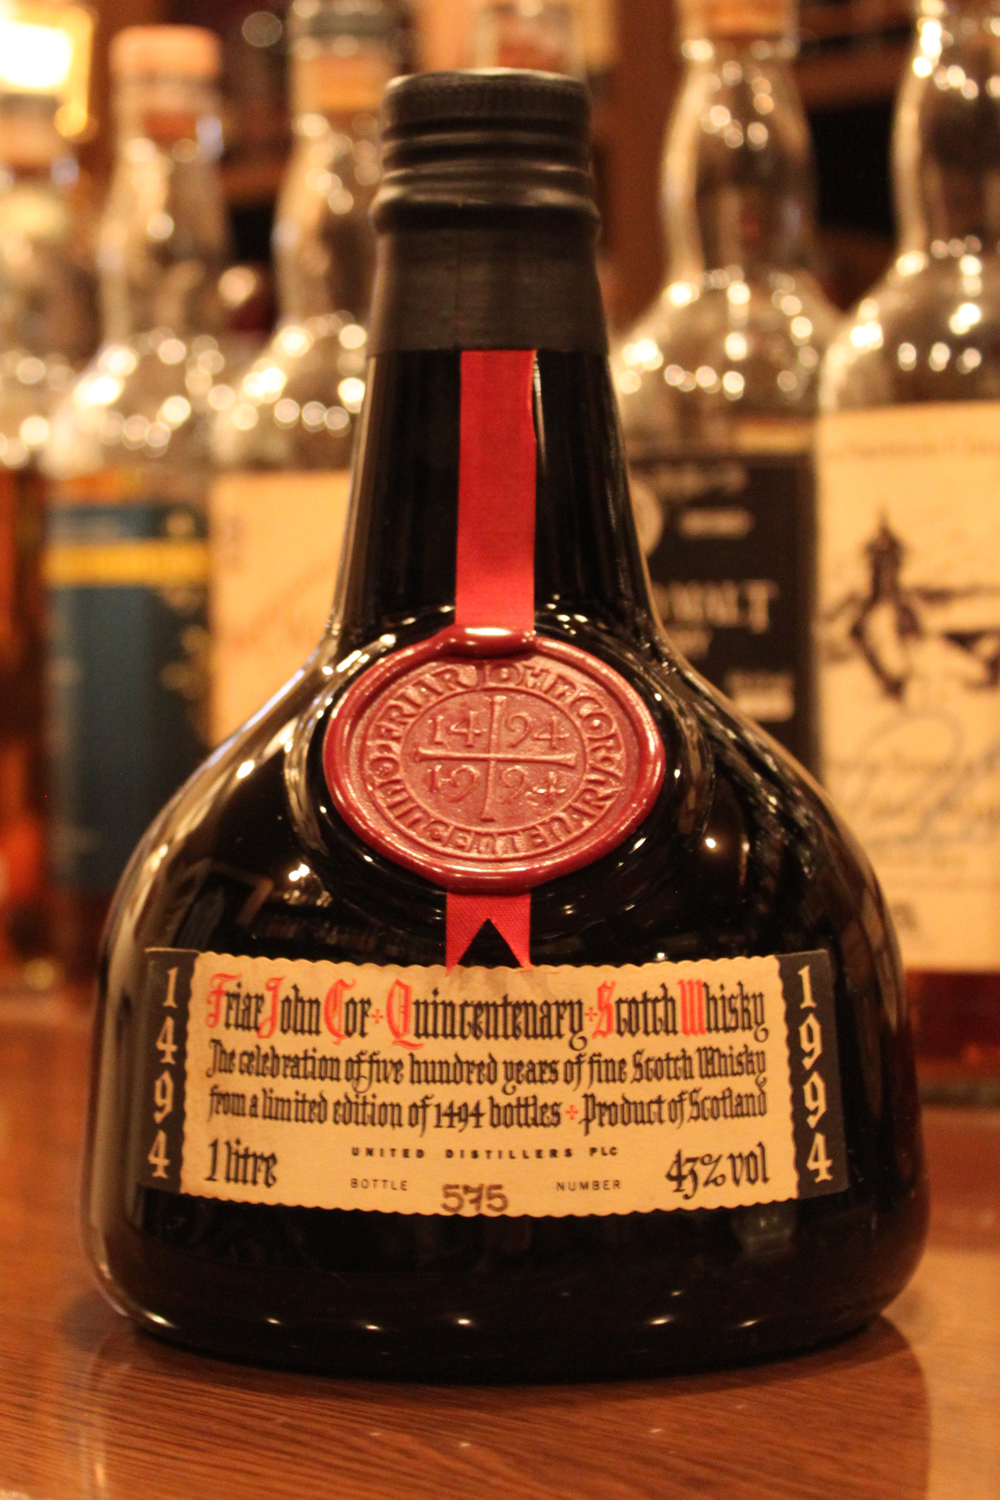 FRIAR JOHN COR
QUINCENTENARY
14 94
19 94
1494
Friar John Cor + Quincentenary + Scotch Whisky
The celebration of five hundred years of fine Scotch Whisky
from a limited edition of 1494 bottles + Product of Scotland
1 litre
UNITED DISTILLERS PLC
43% vol
BOTTLE 575 NUMBER
1994
MALT